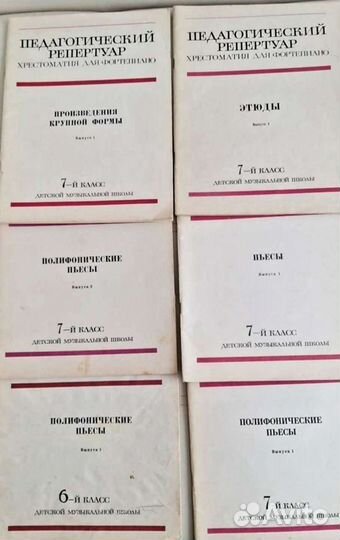 ПЕДАГОГИЧЕСКИЙ
РЕПЕРТУАР
ХРЕСТОМАТИЯ ДЛЯ ФОРТЕПИАНО
ПРОИЗВЕДЕНИЯ
КРУПНОЙ ФОРМЫ
Выпуск 1
7-Й КЛАСС
ДЕТСКОЙ МУЗЫКАЛЬНОЙ ШКОЛЫ
ПЕДАГОГИЧЕСКИЙ
РЕПЕРТУАР
ХРЕСТОМАТИЯ ДЛЯ ФОРТЕПИАНО
ЭТЮДЫ
Выпуск 1
7-Й КЛАСС
ДЕТСКОЙ МУЗЫКАЛЬНОЙ ШКОЛЫ
ПОЛИФОНИЧЕСКИЕ
ПЬЕСЫ
Выпуск 2
7-Й КЛАСС
ДЕТСКОЙ МУЗЫКАЛЬНОЙ ШКОЛЫ
ПЬЕСЫ
Выпуск 1
7-Й КЛАСС
ДЕТСКОЙ МУЗЫКАЛЬНОЙ ШКОЛЫ
ПОЛИФОНИЧЕСКИЕ
ПЬЕСЫ
Выпуск 1
6-Й КЛАСС
ДЕТСКОЙ МУЗЫКАЛЬНОЙ ШКОЛЫ
ПОЛИФОНИЧЕСКИЕ
ПЬЕСЫ
Выпуск 1
7-Й КЛАСС
ДЕТСКОЙ МУЗЫКАЛЬНОЙ ШКОЛЫ
Avito